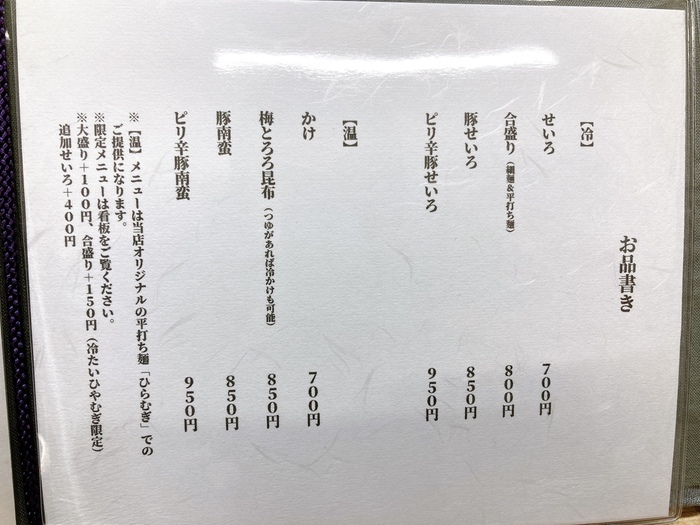 お品書き
【冷】
せいろ 700円
合盛り（細麺&平打ち麺） 800円
豚せいろ 850円
ピリ辛豚せいろ 950円
【温】
かけ 700円
梅とろろ昆布（つゆがあれば冷かけも可能） 850円
豚南蛮 850円
ピリ辛豚南蛮 950円
※【温】メニューは当店オリジナルの平打ち麺「ひらむぎ」での
ご提供になります。
※限定メニューは看板をご覧ください。
※大盛り＋100円、合盛り＋150円（冷たいひやむぎ限定）
追加せいろ＋400円